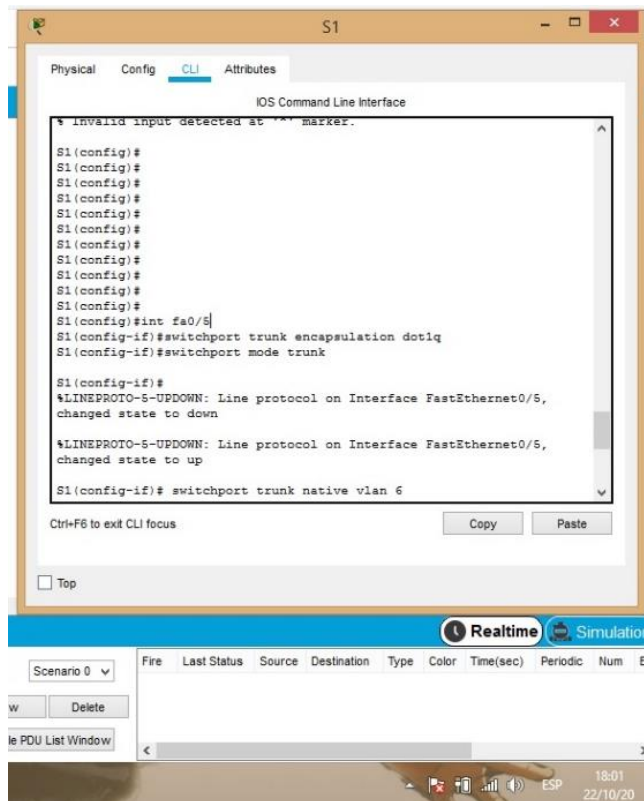 S1
Physical Config CLI Attributes
IOS Command Line Interface
% Invalid input detected at '^' marker.
S1(config)#
S1(config)#
S1(config)#
S1(config)#
S1(config)#
S1(config)#
S1(config)#
S1(config)#
S1(config)#
S1(config)#
S1(config)#
S1(config)#int fa0/5
S1(config-if)#switchport trunk encapsulation dot1q
S1(config-if)#switchport mode trunk
S1(config-if)#
%LINEPROTO-5-UPDOWN: Line protocol on Interface FastEthernet0/5,
changed state to down
%LINEPROTO-5-UPDOWN: Line protocol on Interface FastEthernet0/5,
changed state to up
S1(config-if)# switchport trunk native vlan 6
Ctrl+F6 to exit CLI focus Copy Paste
Top
Realtime Simulatio
Scenario 0 Fire Last Status Source Destination Type Color Time(sec) Periodic Num E
w Delete
le PDU List Window
ESP 18:01
22/10/20